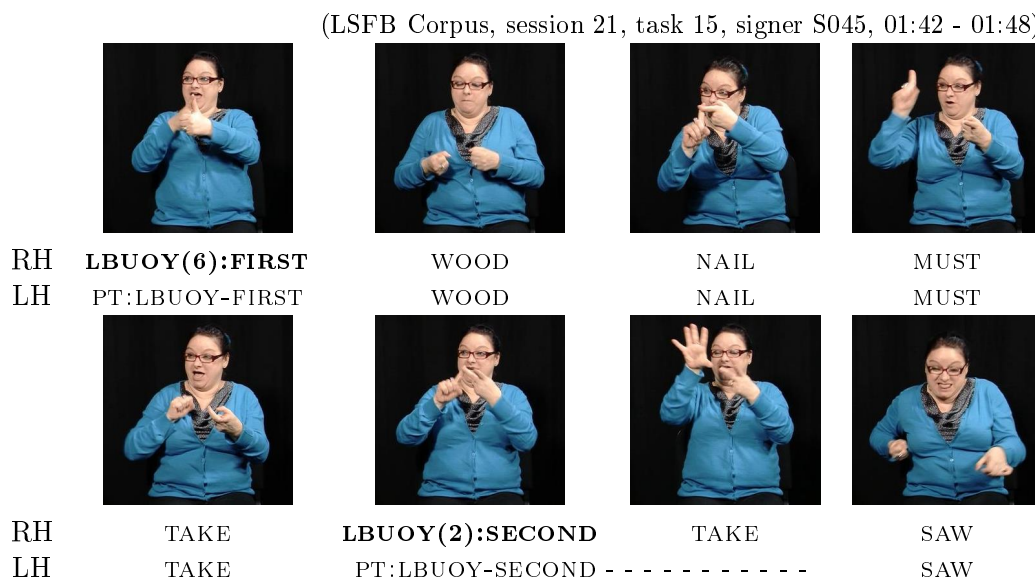 (LSFB Corpus, session 21, task 15, signer S045, 01:42 - 01:48)
RH LBUOY(6):FIRST WOOD NAIL MUST
LH PT:LBUOY-FIRST WOOD NAIL MUST
RH TAKE LBUOY(2):SECOND TAKE SAW
LH TAKE PT:LBUOY-SECOND - - - - - - - - - - - SAW